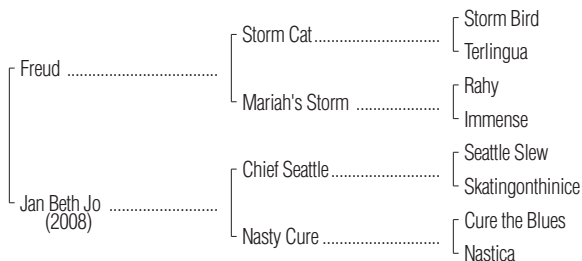 Storm Bird
Storm Cat
Terlingua
Freud
Rahy
Mariah's Storm
Immense
Seattle Slew
Chief Seattle
Skatingonthinice
Jan Beth Jo
(2008)
Cure the Blues
Nasty Cure
Nastica